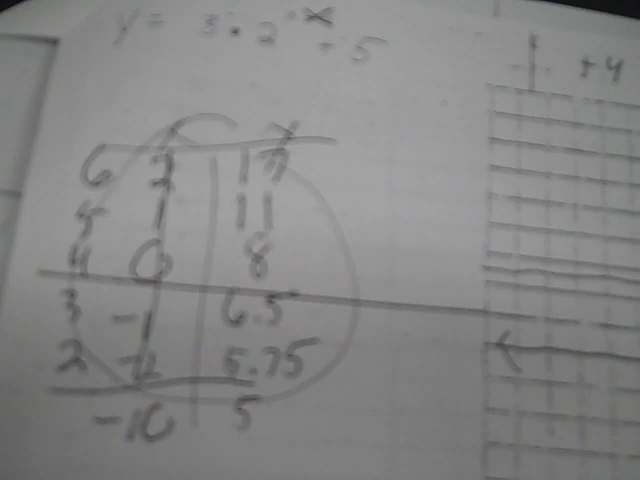 y = 3 · 2^x + 5
+4
x y
6 2 17
5 1 11
4 0 8
3 -1 6.5
2 -2 5.75
-10 5